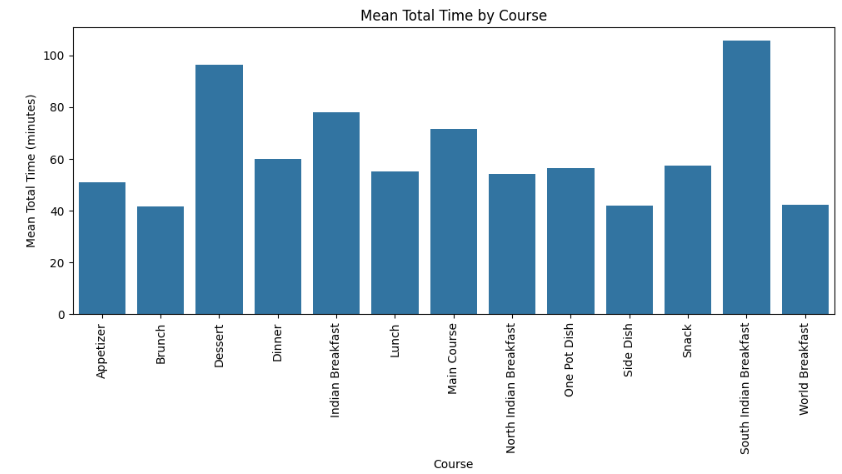 Mean Total Time by Course
Mean Total Time (minutes)
100
80
60
40
20
0
Appetizer
Brunch
Dessert
Dinner
Indian Breakfast
Lunch
Main Course
North Indian Breakfast
One Pot Dish
Side Dish
Snack
South Indian Breakfast
World Breakfast
Course